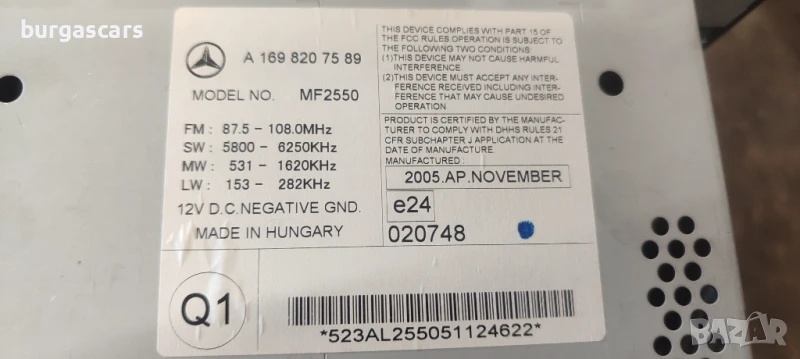 burgascars
A 169 820 75 89
MODEL NO. MF2550
FM : 87.5 - 108.0MHz
SW : 5800 - 6250KHz
MW : 531 - 1620KHz
LW : 153 - 282KHz
12V D.C.NEGATIVE GND.
MADE IN HUNGARY
THIS DEVICE COMPLIES WITH PART 15 OF
THE FCC RULES OPERATION IS SUBJECT TO
THE FOLLOWING TWO CONDITIONS
(1)THIS DEVICE MAY NOT CAUSE HARMFUL
INTERFERENCE
(2)THIS DEVICE MUST ACCEPT ANY INTER-
FERENCE RECEIVED INCLUDING INTER-
FERENCE THAT MAY CAUSE UNDESIRED
OPERATION
PRODUCT IS CERTIFIED BY THE MANUFAC-
TURER TO COMPLY WITH DHHS RULES 21
CFR SUBCHAPTER J APPLICATION AT THE
DATE OF MANUFACTURE
MANUFACTURED :
2005.AP.NOVEMBER
e24
020748
Q1
*523AL255051124622*
BAZAR
bg